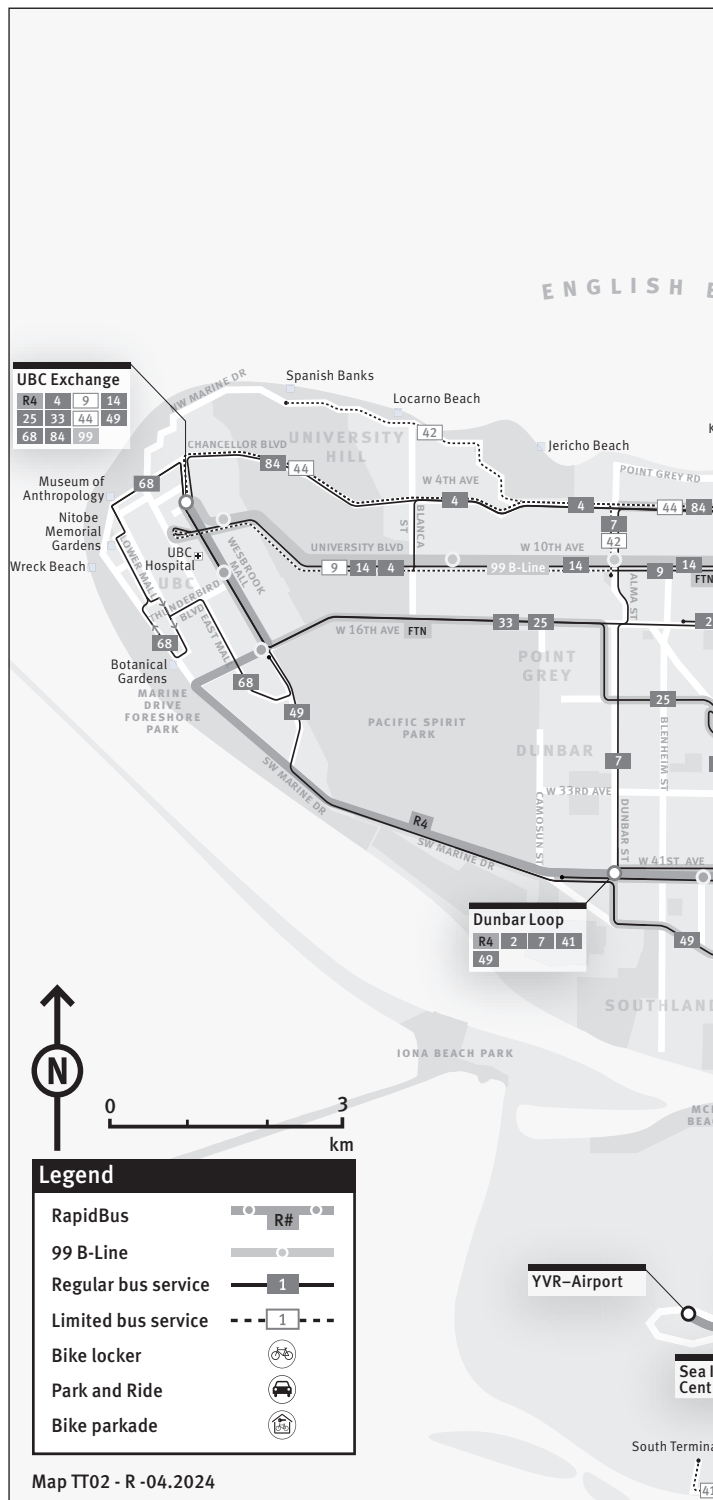 ENGLISH
UBC Exchange
R4 4 9 14
25 33 44 49
68 84 99
NW MARINE DR
Spanish Banks
Locarno Beach
42
CHANCELLOR BLVD
UNIVERSITY
HILL
Jericho Beach
84
44
68
POINT GREY RD
Museum of
Anthropology
W 4TH AVE
4
4
44 84
Nitobe
Memorial
Gardens
BLANCA
ST
7
42
UBC
Hospital
UNIVERSITY BLVD
W 10TH AVE
Wreck Beach
WESBROOK
MALL
9 14 4
99 B-Line
14
9
14
FTN
LOWER MALL
UBC
THUNDERBIRD
BLVD
ALMA ST
68
EAST MALL
W 16TH AVE
FTN
33 25
2
Botanical
Gardens
68
POINT
GREY
MARINE
DRIVE
FORESHORE
PARK
49
25
PACIFIC SPIRIT
PARK
DUNBAR
BLENHEIM ST
7
SW MARINE DR
W 33RD AVE
CAMOSUN ST
DUNBAR ST
R4
SW MARINE DR
W 41ST AVE
Dunbar Loop
R4 2 7 41
49
49
SOUTHLAND
IONA BEACH PARK
N
0 3
km
Legend
RapidBus R#
99 B-Line
Regular bus service 1
Limited bus service 1
Bike locker
Park and Ride
Bike parkade
YVR–Airport
Sea
Cent
South Termina
41
Map TT02 - R -04.2024